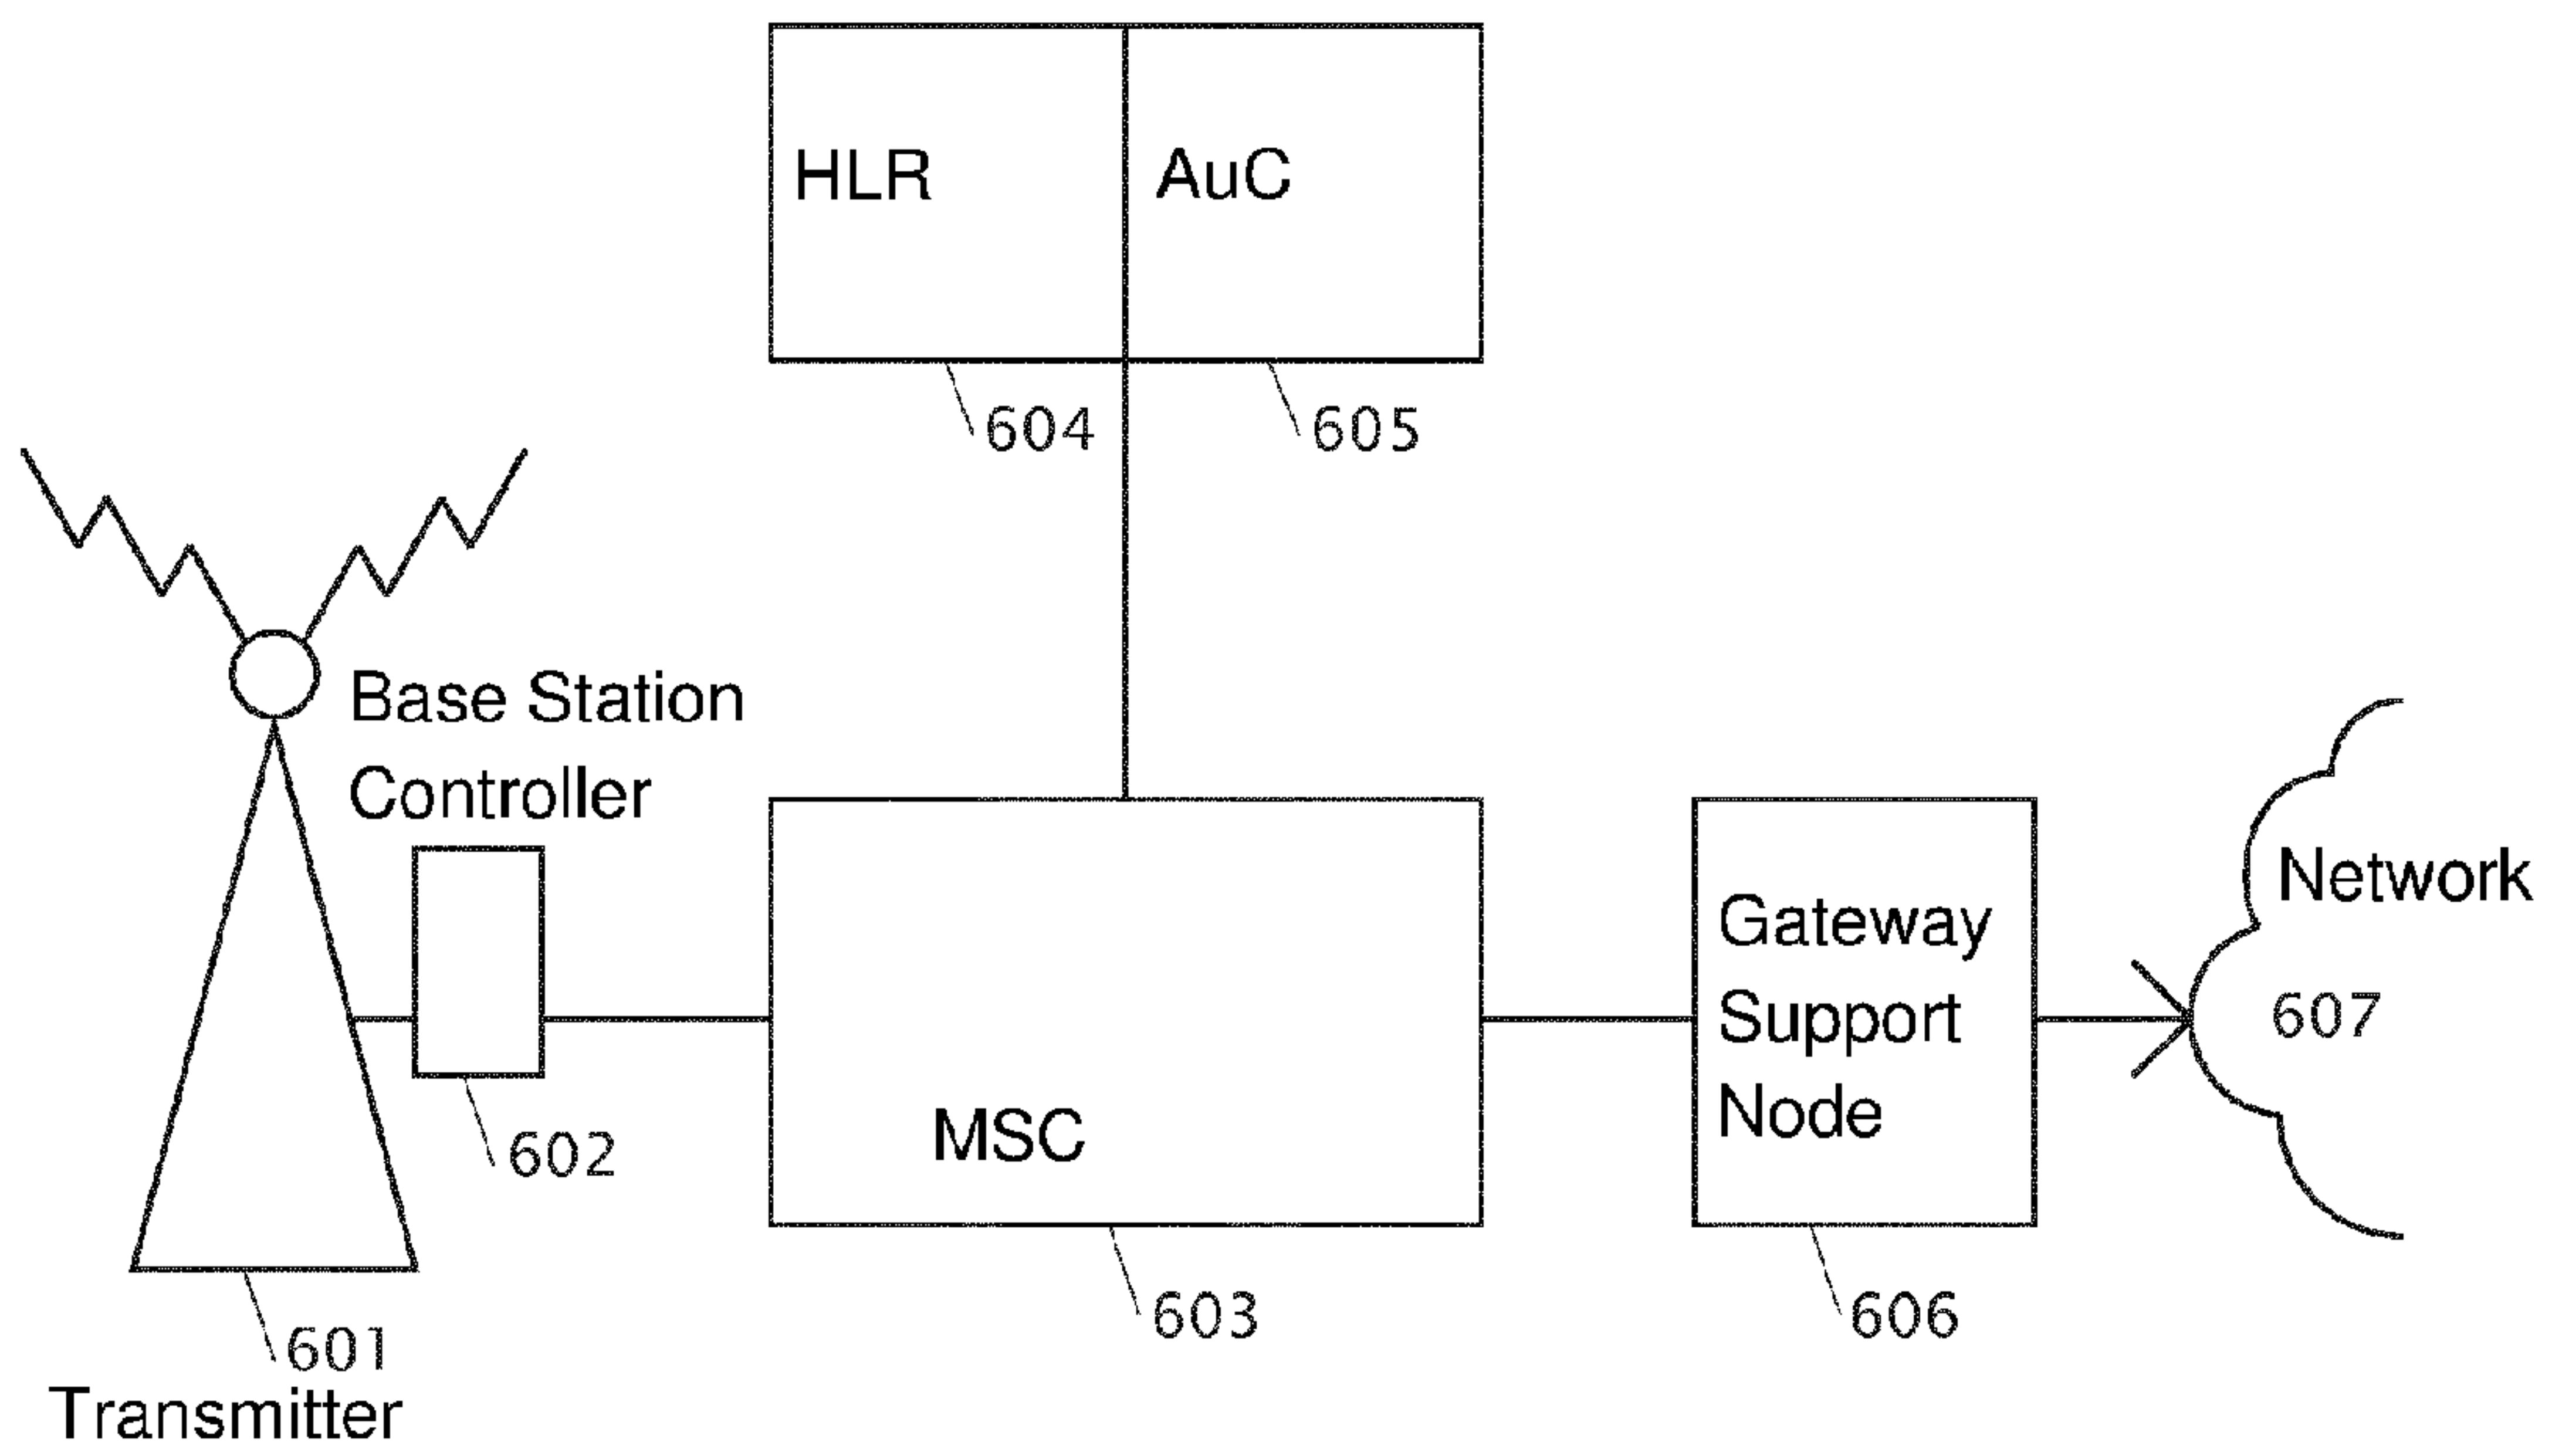 HLR
AuC
604
605
Base Station
Controller
Network
Gateway
Support
Node
607
MSC
602
603
606
601
Transmitter